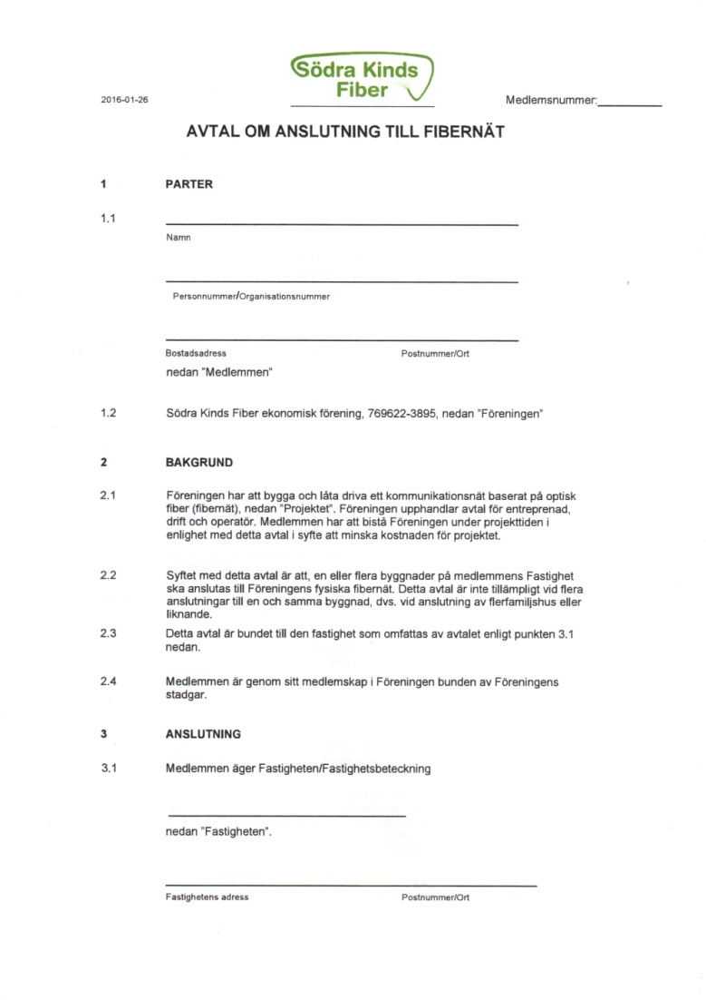 Södra Kinds
Fiber
2016-01-26
Medlemsnummer:
AVTAL OM ANSLUTNING TILL FIBERNÄT
1 PARTER
1.1
Namn
Personnummer/Organisationsnummer
Bostadsadress Postnummer/Ort
nedan "Medlemmen"
1.2 Södra Kinds Fiber ekonomisk förening, 769622-3895, nedan "Föreningen"
2 BAKGRUND
2.1 Föreningen har att bygga och låta driva ett kommunikationsnät baserat på optisk
fiber (fibernät), nedan "Projektet". Föreningen upphandlar avtal för entreprenad,
drift och operatör. Medlemmen har att bistå Föreningen under projekttiden i
enlighet med detta avtal i syfte att minska kostnaden för projektet.
2.2 Syftet med detta avtal är att, en eller flera byggnader på medlemmens Fastighet
ska anslutas till Föreningens fysiska fibernät. Detta avtal är inte tillämpligt vid flera
anslutningar till en och samma byggnad, dvs. vid anslutning av flerfamiljshus eller
liknande.
2.3 Detta avtal är bundet till den fastighet som omfattas av avtalet enligt punkten 3.1
nedan.
2.4 Medlemmen är genom sitt medlemskap i Föreningen bunden av Föreningens
stadgar.
3 ANSLUTNING
3.1 Medlemmen äger Fastigheten/Fastighetsbeteckning
nedan "Fastigheten".
Fastighetens adress Postnummer/Ort